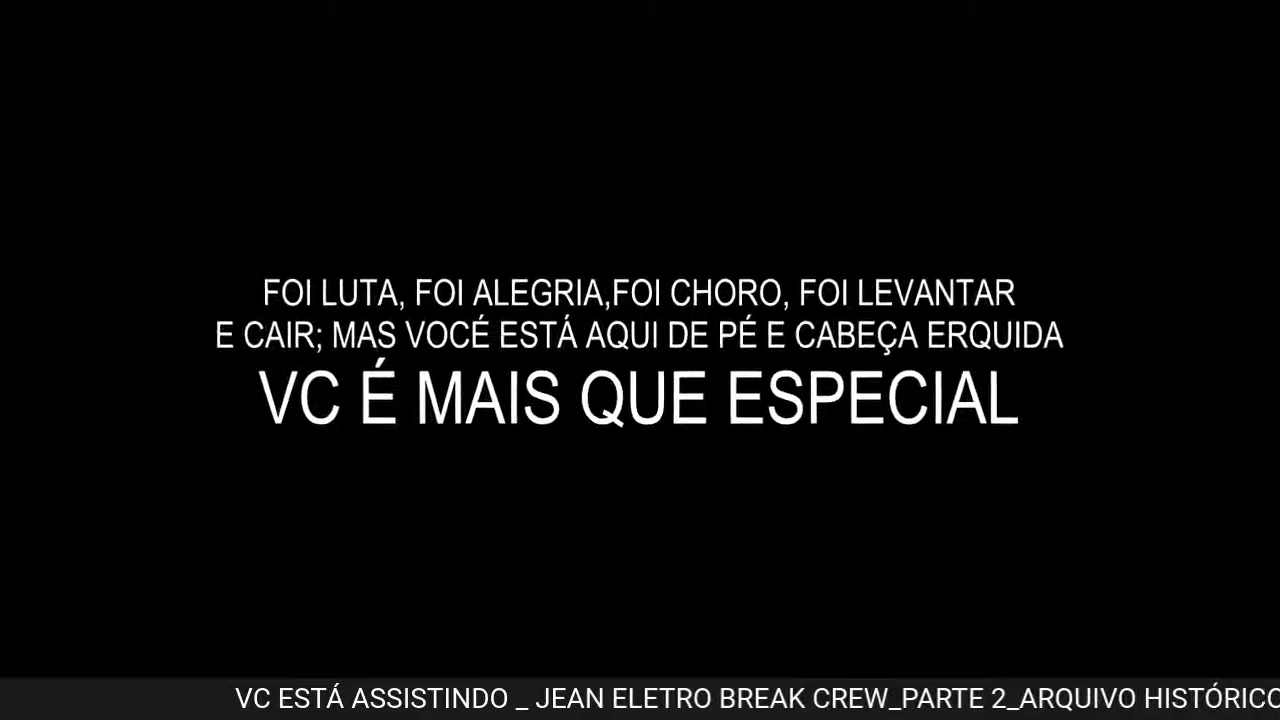 FOI LUTA, FOI ALEGRIA,FOI CHORO, FOI LEVANTAR
E CAIR; MAS VOCÉ ESTÁ AQUI DE PÉ E CABEÇA ERQUIDA
VC É MAIS QUE ESPECIAL
VC ESTÁ ASSISTINDO _ JEAN ELETRO BREAK CREW_PARTE 2_ARQUIVO HISTÓRICO